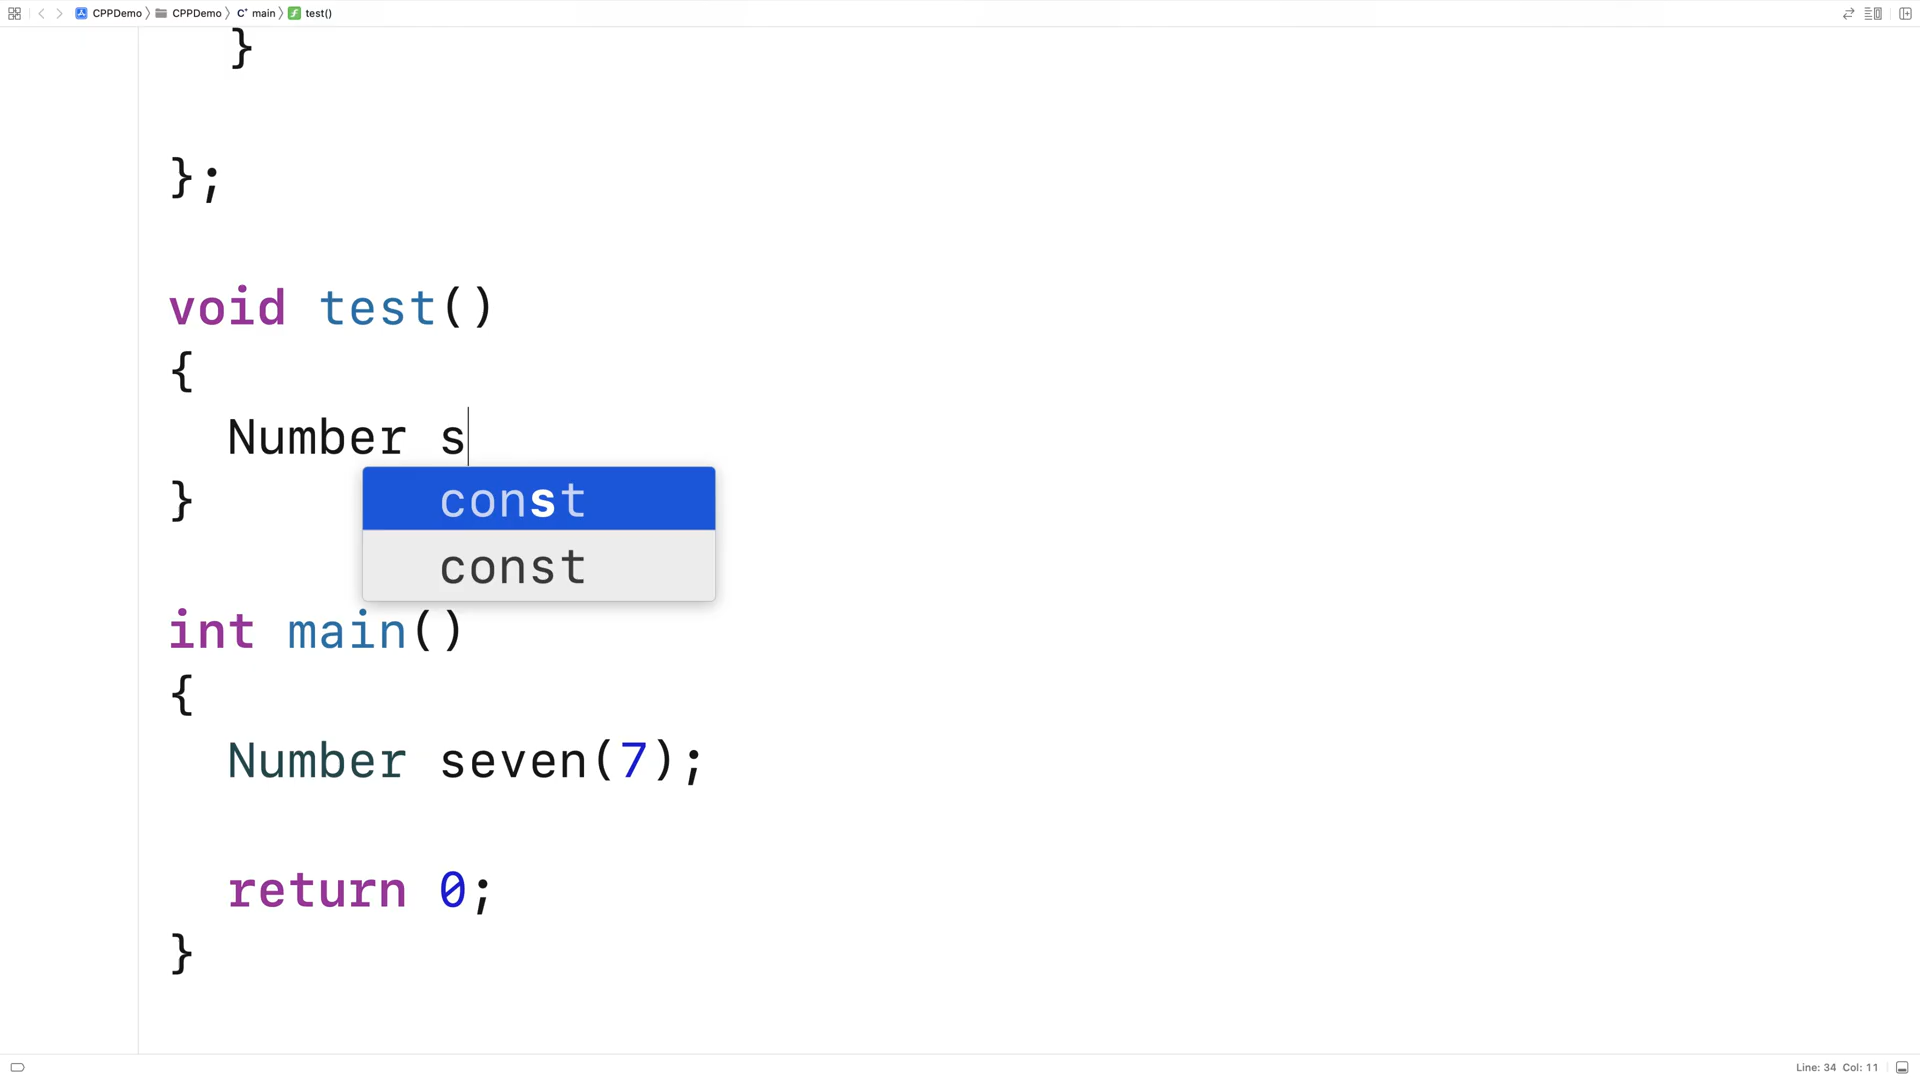 CPPDemo 〉 CPPDemo 〉 C⁺ main 〉 f test()
}
};
void test()
{
Number s
}
const
const
int main()
{
Number seven(7);
return 0;
}
Line: 34 Col: 11